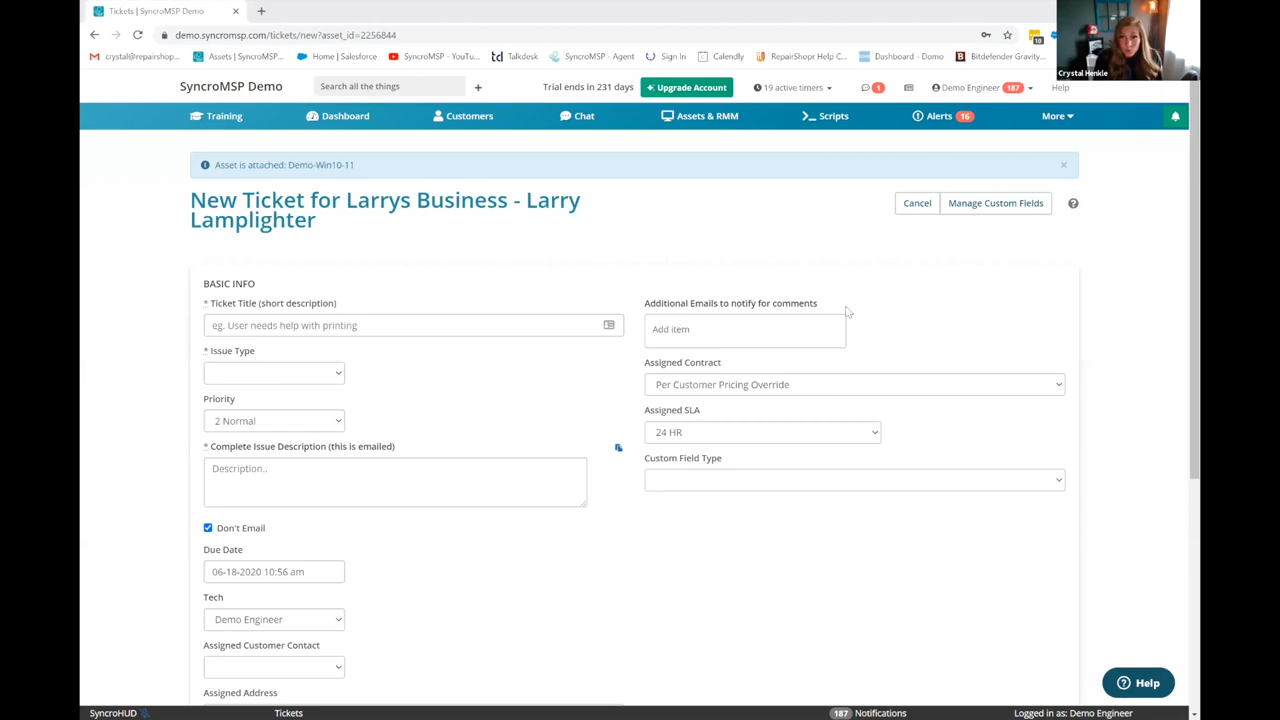 Tickets | SyncroMSP Demo
demo.syncromsp.com/tickets/new?asset_id=2256844
10
crystal@repairshop...
Assets | SyncroMSP...
Home | Salesforce
SyncroMSP - YouTu...
Talkdesk
SyncroMSP - Agent
Sign In
Calendly
RepairShopr Help C...
Dashboard - Domo
Bitdefender Gravity...
Crystal Henkle
SyncroMSP Demo
Search all the things
Trial ends in 231 days
Upgrade Account
19 active timers
1
Demo Engineer 187
Help
Training
Dashboard
Customers
Chat
Assets & RMM
Scripts
Alerts 16
More
Asset is attached: Demo-Win10-11
New Ticket for Larrys Business - Larry
Lamplighter
Cancel
Manage Custom Fields
BASIC INFO
* Ticket Title (short description)
eg. User needs help with printing
* Issue Type
Priority
2 Normal
* Complete Issue Description (this is emailed)
Description..
Don't Email
Due Date
06-18-2020 10:56 am
Tech
Demo Engineer
Assigned Customer Contact
Assigned Address
Additional Emails to notify for comments
Add item
Assigned Contract
Per Customer Pricing Override
Assigned SLA
24 HR
Custom Field Type
Help
SyncroHUD
Tickets
187 Notifications
Logged in as: Demo Engineer